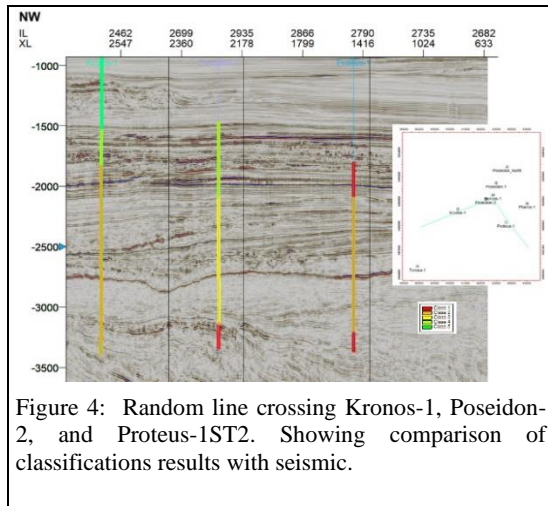 NW
IL 2462 2699 2935 2866 2790 2735 2682
XL 2547 2360 2178 1799 1416 1024 633
-1000
-1500
-2000
-2500
-3000
-3500
Figure 4: Random line crossing Kronos-1, Poseidon-
2, and Proteus-1ST2. Showing comparison of
classifications results with seismic.